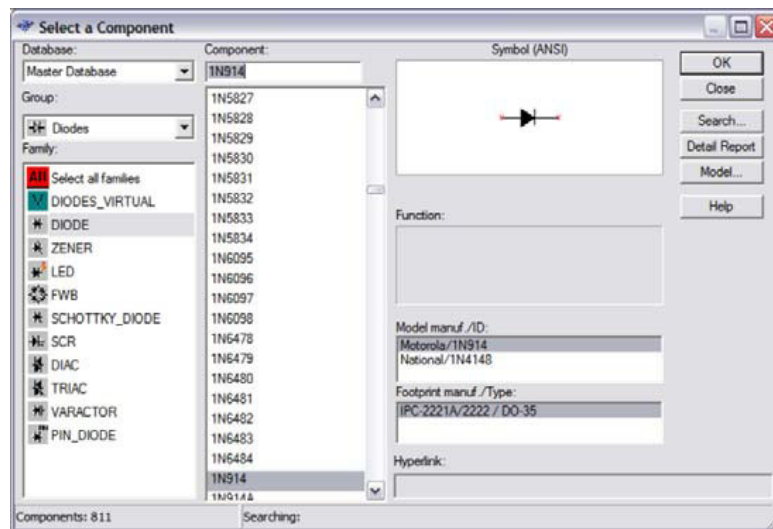 Select a Component
Database:
Master Database
Group:
Diodes
Family:
All Select all families
DIODES_VIRTUAL
DIODE
ZENER
LED
FWB
SCHOTTKY_DIODE
SCR
DIAC
TRIAC
VARACTOR
PIN_DIODE
Component:
1N914
1N5827
1N5828
1N5829
1N5830
1N5831
1N5832
1N5833
1N5834
1N6095
1N6096
1N6097
1N6098
1N6478
1N6479
1N6480
1N6481
1N6482
1N6483
1N6484
1N914
1N914A
Symbol (ANSI)
Function:
Model manuf./ID:
Motorola/1N914
National/1N4148
Footprint manuf./Type:
IPC-2221A/2222 / DO-35
Hyperlink:
OK
Close
Search...
Detail Report
Model...
Help
Components: 811
Searching: